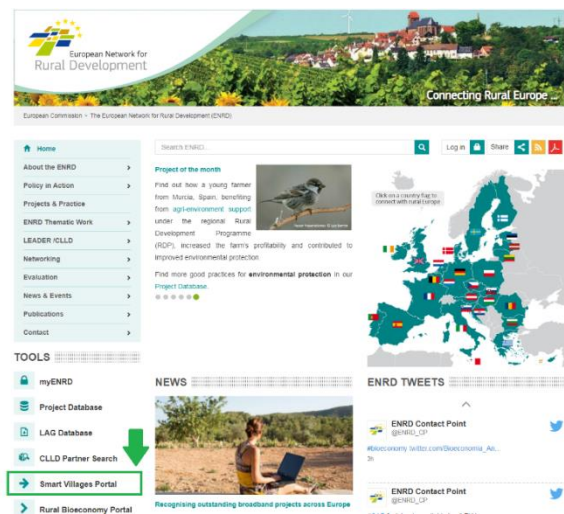 European Network for
Rural Development
Connecting Rural Europe ...
European Commission > The European Network for Rural Development (ENRD)
Home
About the ENRD
Policy in Action
Projects & Practice
ENRD Thematic Work
LEADER /CLLD
Networking
Evaluation
News & Events
Publications
Contact
Search ENRD...
Log in
Share
Project of the month
Find out how a young farmer
from Murcia, Spain, benefiting
from agri-environment support
under the regional Rural
Development Programme
(RDP), increased the farm's profitability and contributed to
improved environmental protection.
Find more good practices for environmental protection in our
Project Database.
Click on a country flag to
connect with rural Europe
TOOLS
myENRD
Project Database
LAG Database
CLLD Partner Search
Smart Villages Portal
Rural Bioeconomy Portal
NEWS
Recognising outstanding broadband projects across Europe
ENRD TWEETS
ENRD Contact Point
@ENRD_CP
#bioeconomy twitter.com/Bioeconomia_An...
ENRD Contact Point
@ENRD_CP